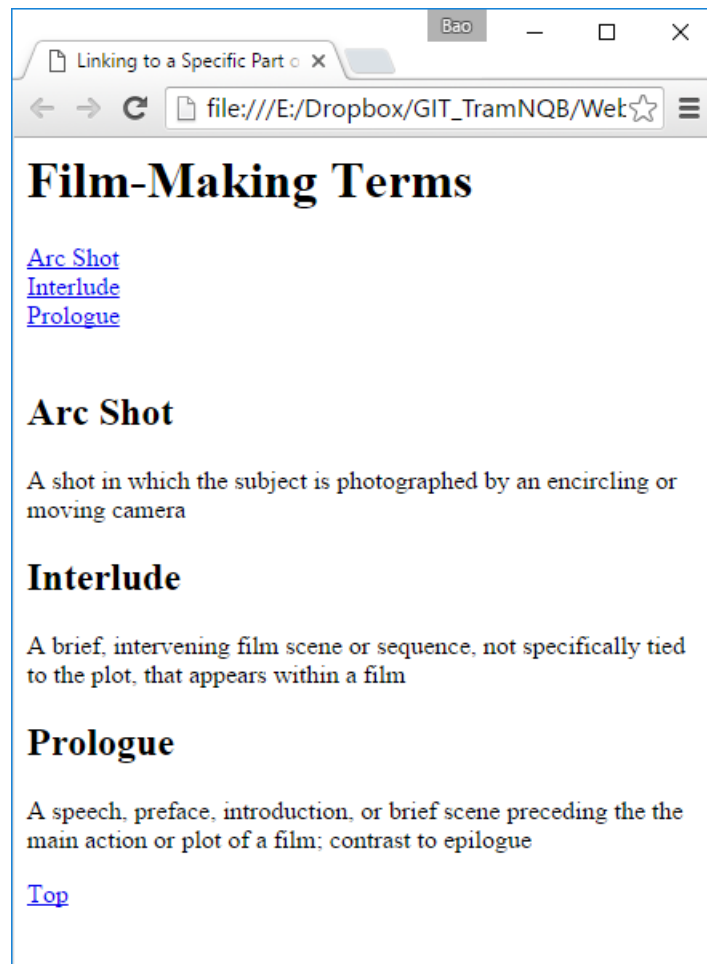 Bao
Linking to a Specific Part o
file:///E:/Dropbox/GIT_TramNQB/Web
Film-Making Terms
Arc Shot
Interlude
Prologue
Arc Shot
A shot in which the subject is photographed by an encircling or
moving camera
Interlude
A brief, intervening film scene or sequence, not specifically tied
to the plot, that appears within a film
Prologue
A speech, preface, introduction, or brief scene preceding the the
main action or plot of a film; contrast to epilogue
Top